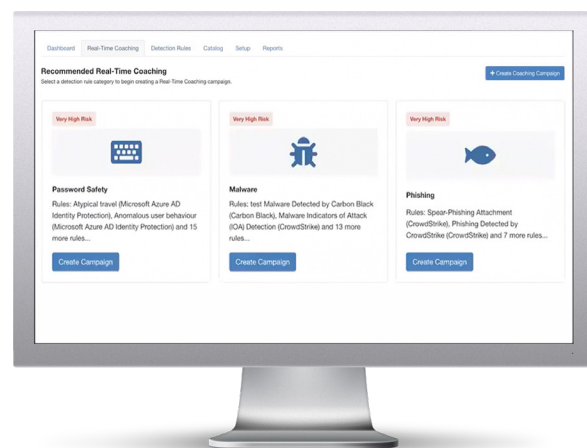 Dashboard Real-Time Coaching Detection Rules Catalog Setup Reports
Recommended Real-Time Coaching
Select a detection rule category to begin creating a Real-Time Coaching campaign.
+ Create Coaching Campaign
Very High Risk
Password Safety
Rules: Atypical travel (Microsoft Azure AD
Identity Protection), Anomalous user behaviour
(Microsoft Azure AD Identity Protection) and 15
more rules...
Create Campaign
Very High Risk
Malware
Rules: test Malware Detected by Carbon Black
(Carbon Black), Malware Indicators of Attack
(IOA) Detection (CrowdStrike) and 13 more
rules...
Create Campaign
Very High Risk
Phishing
Rules: Spear-Phishing Attachment
(CrowdStrike), Phishing Detected by
CrowdStrike (CrowdStrike) and 7 more rules...
Create Campaign